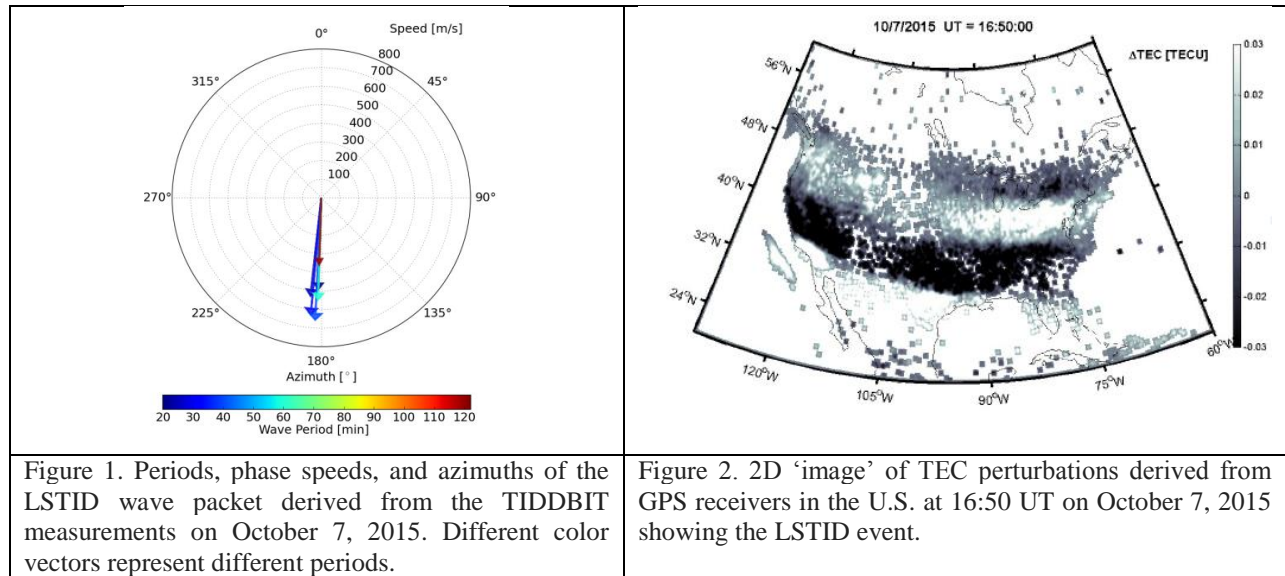 0°
Speed [m/s]
800
700
600
500
400
300
200
100
315°
45°
270°
90°
225°
135°
180°
Azimuth [°]
20 30 40 50 60 70 80 90 100 110 120
Wave Period [min]
10/7/2015 UT = 16:50:00
ΔTEC [TECU]
0.03
0.02
0.01
0
-0.01
-0.02
-0.03
56°N
48°N
40°N
32°N
24°N
120°W
105°W
90°W
75°W
60°W
Figure 1. Periods, phase speeds, and azimuths of the
LSTID wave packet derived from the TIDDBIT
measurements on October 7, 2015. Different color
vectors represent different periods.
Figure 2. 2D ‘image’ of TEC perturbations derived from
GPS receivers in the U.S. at 16:50 UT on October 7, 2015
showing the LSTID event.